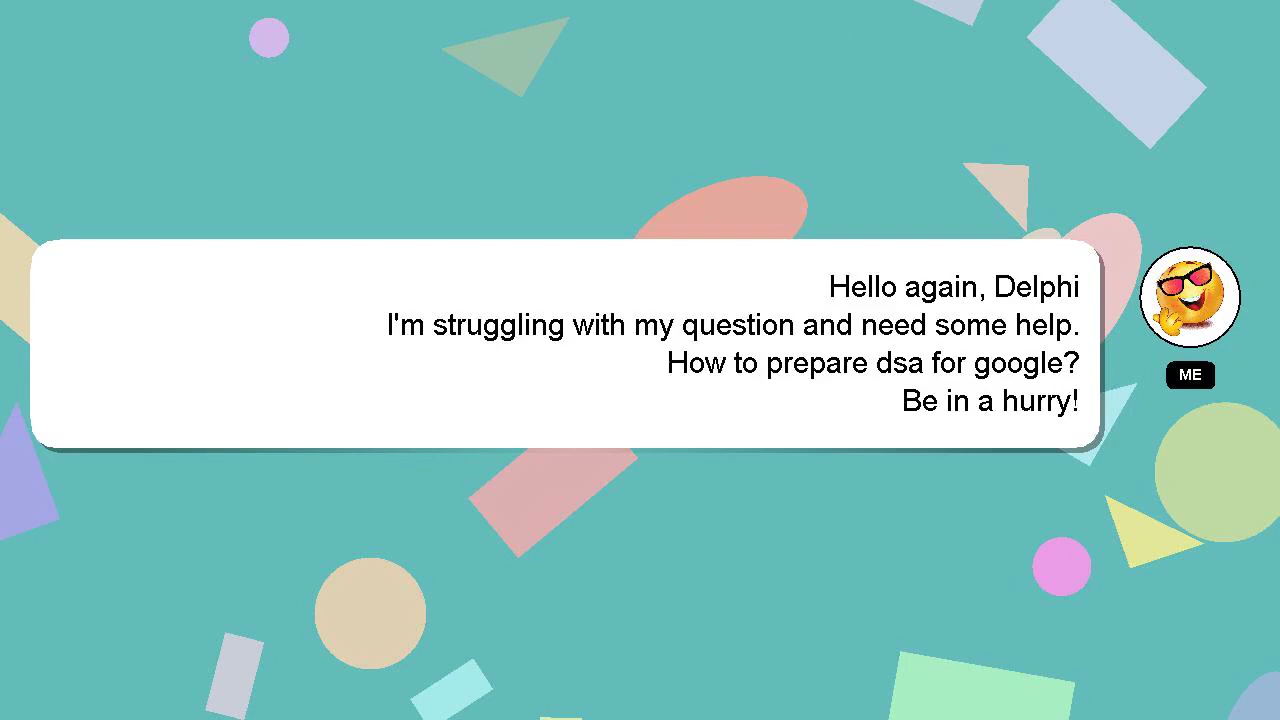 Hello again, Delphi
I'm struggling with my question and need some help.
How to prepare dsa for google?
Be in a hurry!
ME